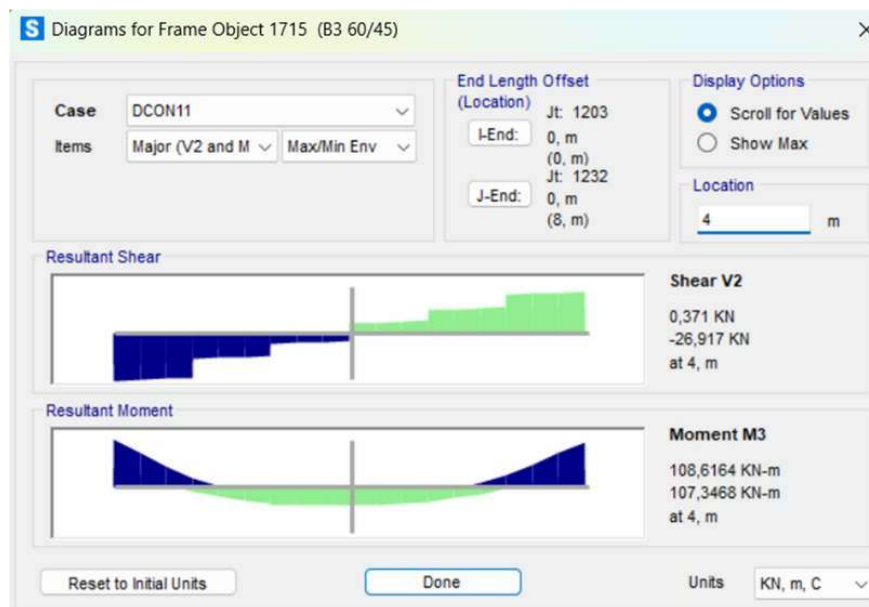 S Diagrams for Frame Object 1715 (B3 60/45)
Case DCON11
Items Major (V2 and M Max/Min Env
End Length Offset
(Location)
I-End:
Jt: 1203
0, m
(0, m)
J-End:
Jt: 1232
0, m
(8, m)
Display Options
Scroll for Values
Show Max
Location
4 m
Resultant Shear
Shear V2
0,371 KN
-26,917 KN
at 4, m
Resultant Moment
Moment M3
108,6164 KN-m
107,3468 KN-m
at 4, m
Reset to Initial Units
Done
Units KN, m, C